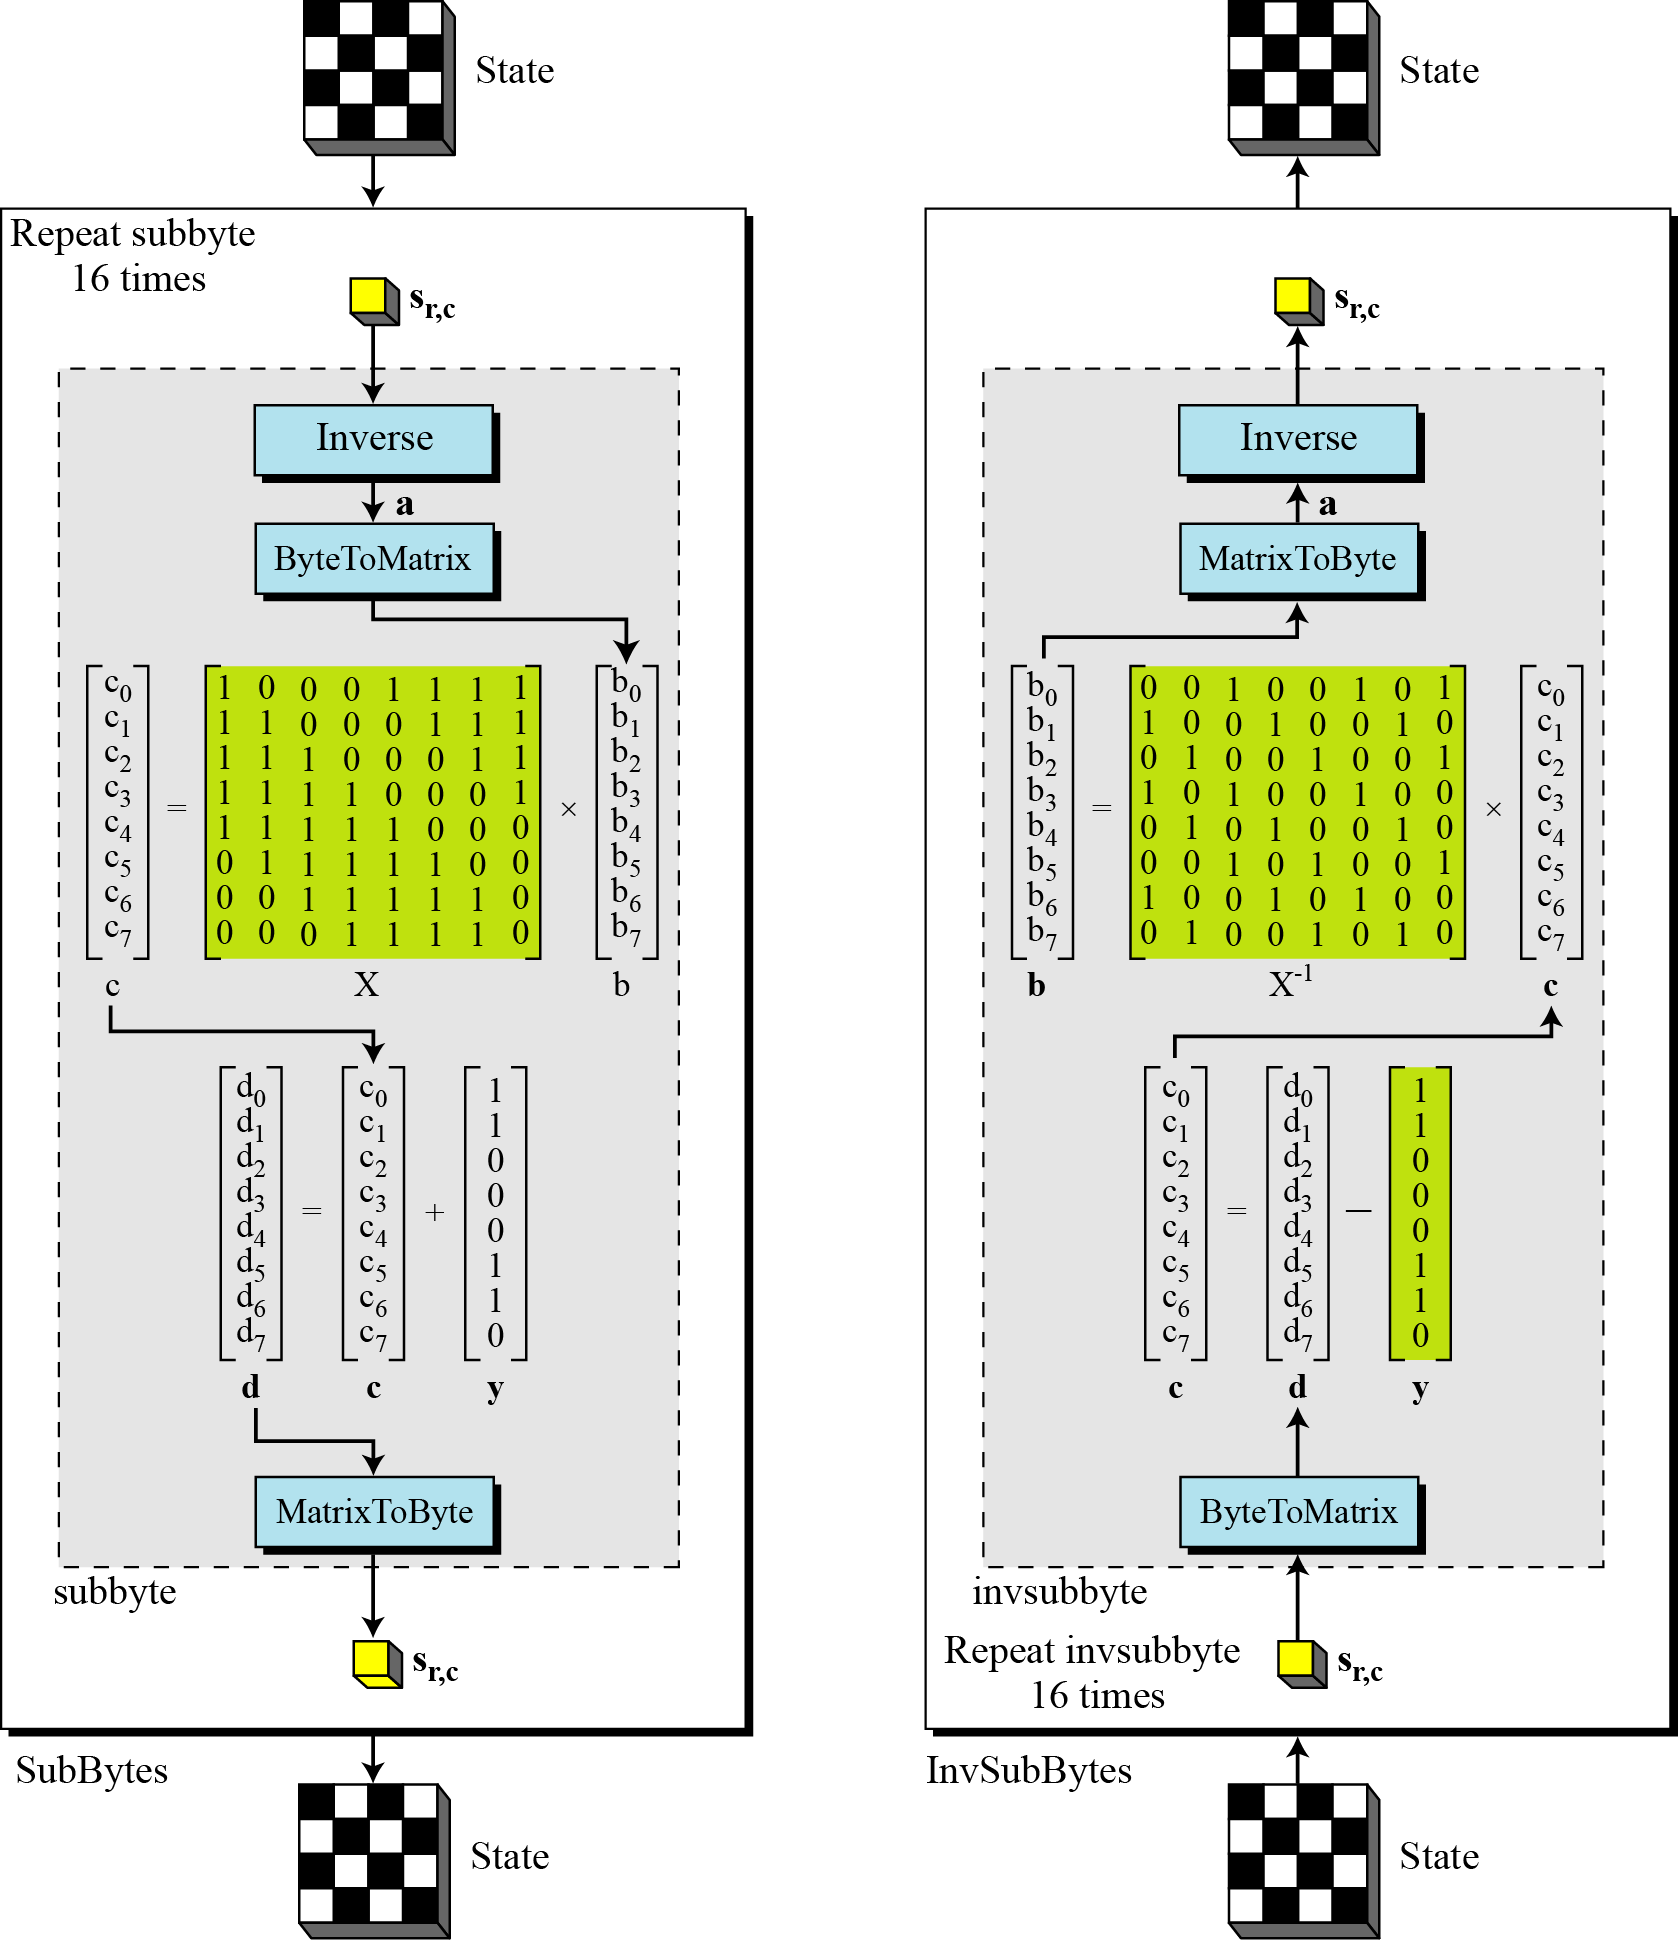 State
Repeat subbyte
16 times
s_r,c
Inverse
a
ByteToMatrix
c0 1 0 0 0 1 1 1 1 b0
c1 1 1 0 0 0 1 1 1 b1
c2 1 1 1 0 0 0 1 1 b2
c3 = 1 1 1 1 0 0 0 1 × b3
c4 1 1 1 1 1 0 0 0 b4
c5 0 1 1 1 1 1 0 0 b5
c6 0 0 1 1 1 1 1 0 b6
c7 0 0 0 1 1 1 1 0 b7
c X b
d0 c0 1
d1 c1 1
d2 c2 0
d3 = c3 + 0
d4 c4 0
d5 c5 1
d6 c6 1
d7 c7 0
d c y
MatrixToByte
subbyte
s_r,c
SubBytes
State
State
s_r,c
Inverse
a
MatrixToByte
b0 0 0 1 0 0 1 0 1 c0
b1 1 0 0 1 0 0 1 0 c1
b2 0 1 0 0 1 0 0 1 c2
b3 = 1 0 1 0 0 1 0 0 × c3
b4 0 1 0 1 0 0 1 0 c4
b5 0 0 1 0 1 0 0 1 c5
b6 1 0 0 1 0 1 0 0 c6
b7 0 1 0 0 1 0 1 0 c7
b X^-1 c
c0 d0 1
c1 d1 1
c2 d2 0
c3 = d3 − 0
c4 d4 0
c5 d5 1
c6 d6 1
c7 d7 0
c d y
ByteToMatrix
invsubbyte
Repeat invsubbyte
16 times
s_r,c
InvSubBytes
State